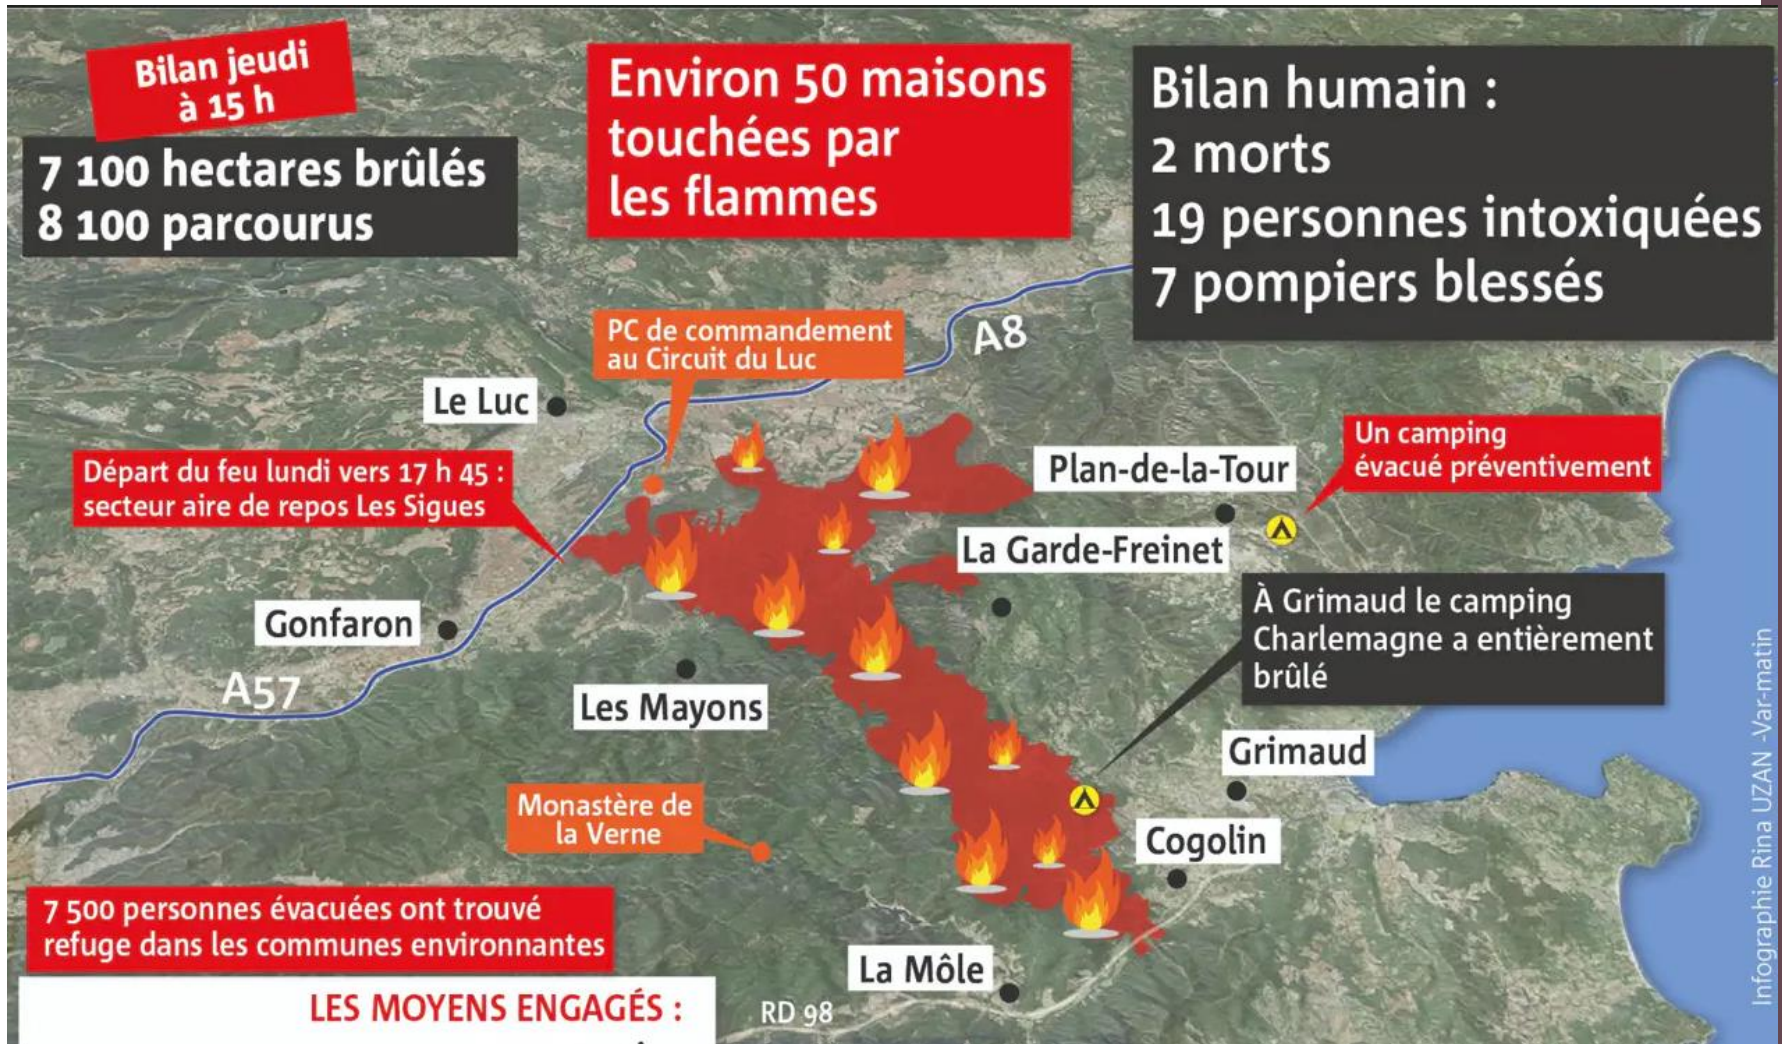 Bilan jeudi
à 15 h
7 100 hectares brûlés
8 100 parcourus
Environ 50 maisons
touchées par
les flammes
Bilan humain :
2 morts
19 personnes intoxiquées
7 pompiers blessés
PC de commandement
au Circuit du Luc
A8
Le Luc
Départ du feu lundi vers 17 h 45 :
secteur aire de repos Les Sigues
Un camping
évacué préventivement
Plan-de-la-Tour
La Garde-Freinet
À Grimaud le camping
Charlemagne a entièrement
brûlé
Gonfaron
A57
Les Mayons
Grimaud
Monastère de
la Verne
Cogolin
7 500 personnes évacuées ont trouvé
refuge dans les communes environnantes
La Môle
RD 98
LES MOYENS ENGAGÉS :
Infographie Rina UZAN -Var-matin